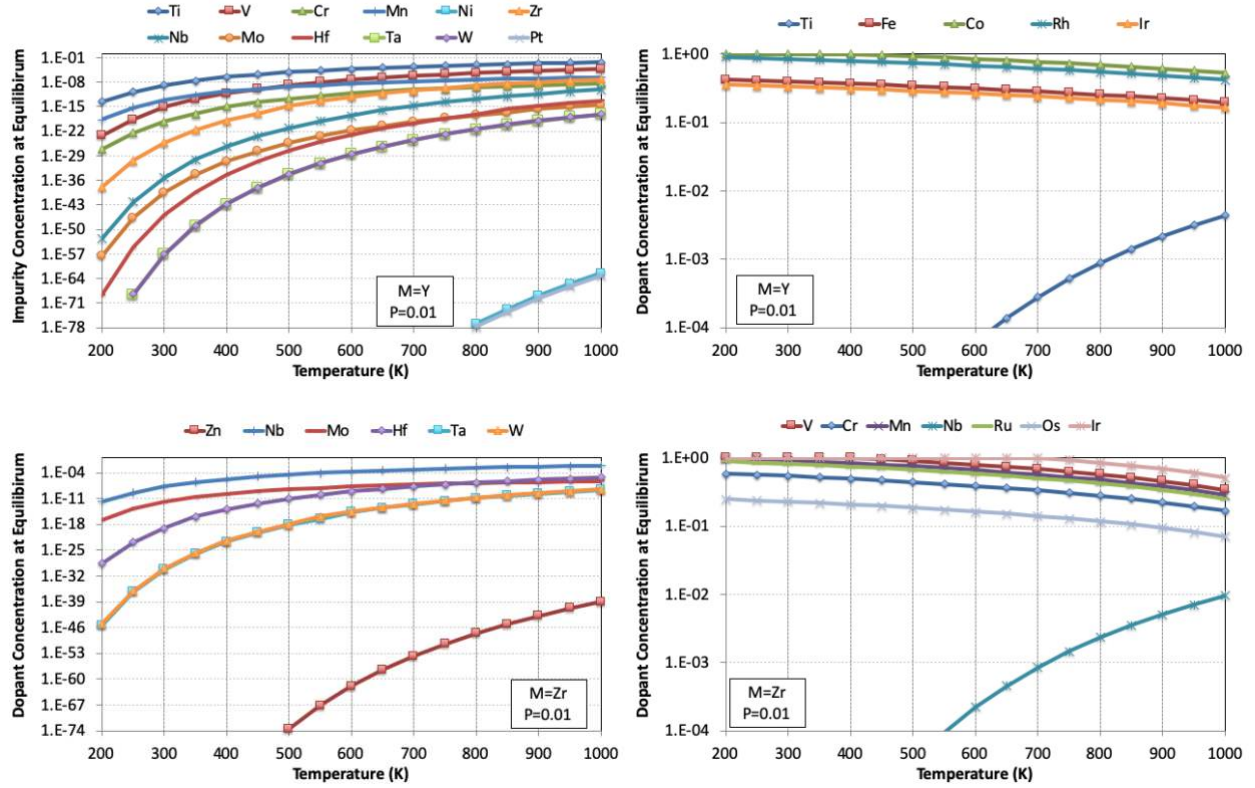 Ti V Cr Mn Ni Zr
Nb Mo Hf Ta W Pt
Impurity Concentration at Equilibirum
1.E-01
1.E-08
1.E-15
1.E-22
1.E-29
1.E-36
1.E-43
1.E-50
1.E-57
1.E-64
1.E-71
1.E-78
M=Y
P=0.01
200 300 400 500 600 700 800 900 1000
Temperature (K)
Ti Fe Co Rh Ir
Dopant Concentration at Equilibirum
1.E+00
1.E-01
1.E-02
1.E-03
1.E-04
M=Y
P=0.01
200 300 400 500 600 700 800 900 1000
Temperature (K)
Zn Nb Mo Hf Ta W
Dopant Concentration at Equilibirum
1.E-04
1.E-11
1.E-18
1.E-25
1.E-32
1.E-39
1.E-46
1.E-53
1.E-60
1.E-67
1.E-74
M=Zr
P=0.01
200 300 400 500 600 700 800 900 1000
Temperature (K)
V Cr Mn Nb Ru Os Ir
Dopant Concentration at Equilibirum
1.E+00
1.E-01
1.E-02
1.E-03
1.E-04
M=Zr
P=0.01
200 300 400 500 600 700 800 900 1000
Temperature (K)